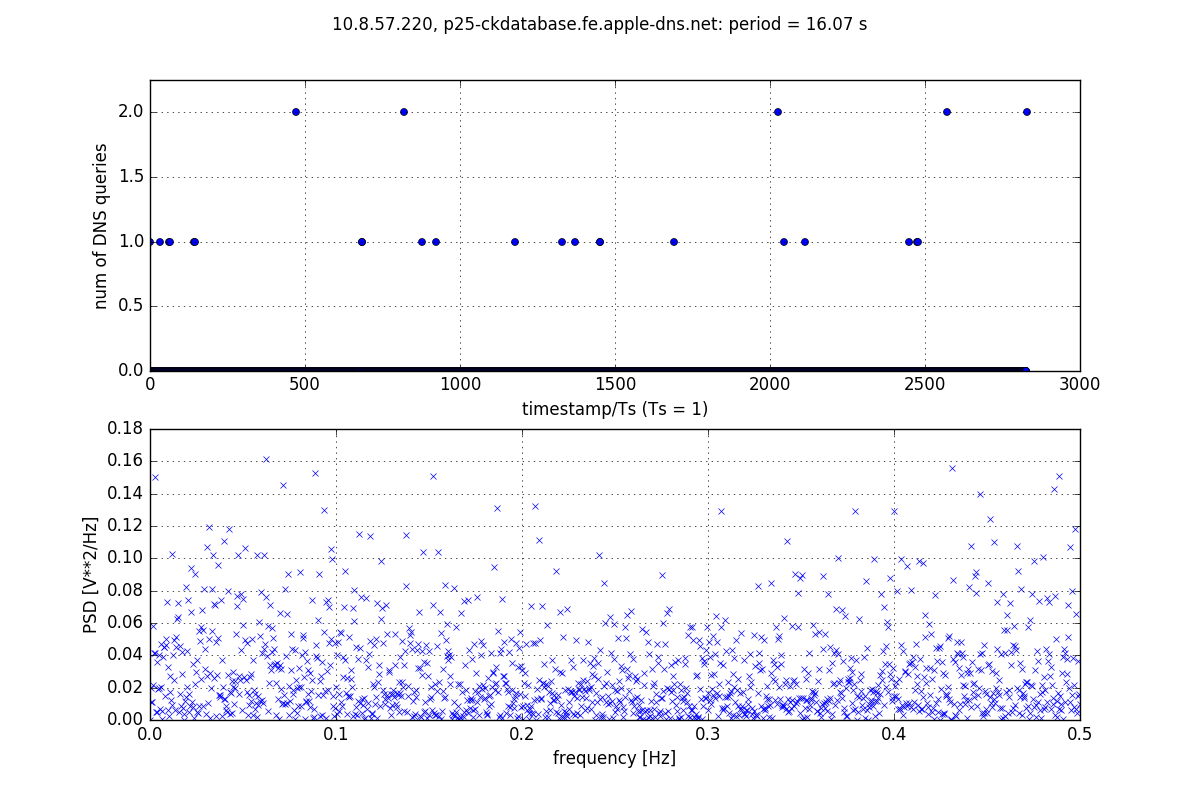 10.8.57.220, p25-ckdatabase.fe.apple-dns.net: period = 16.07 s
2.0
1.5
1.0
0.5
0.0
num of DNS queries
0 500 1000 1500 2000 2500 3000
timestamp/Ts (Ts = 1)
0.18
0.16
0.14
0.12
0.10
0.08
0.06
0.04
0.02
0.00
PSD [V**2/Hz]
0.0 0.1 0.2 0.3 0.4 0.5
frequency [Hz]